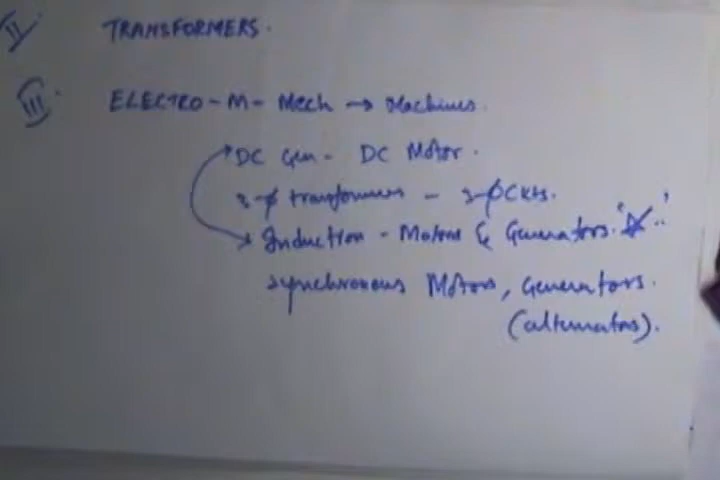 II TRANSFORMERS.
III. ELECTRO - M - Mech → Machines.
DC Gen - DC Motor.
3-φ transformers - 3-φ Ckts.
Induction - Motors & Generators.
synchronous Motors, Generators.
(alternators).